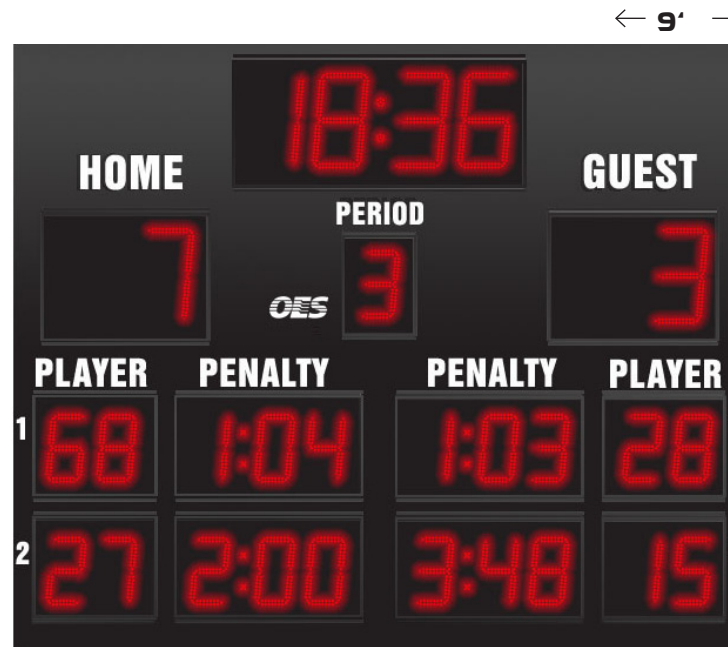 9'
18:36
HOME
GUEST
PERIOD
7
3
3
OES
PLAYER PENALTY PENALTY PLAYER
1 68 1:04 1:03 28
2 27 2:00 3:48 15